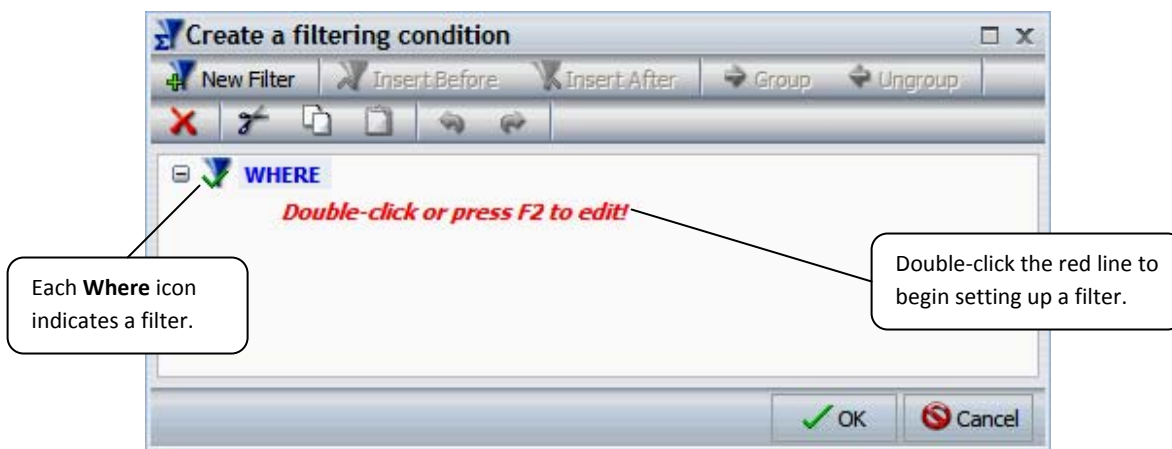 Create a filtering condition
New Filter Insert Before Insert After Group Ungroup
WHERE
Double-click or press F2 to edit!
Each Where icon
indicates a filter.
Double-click the red line to
begin setting up a filter.
OK Cancel